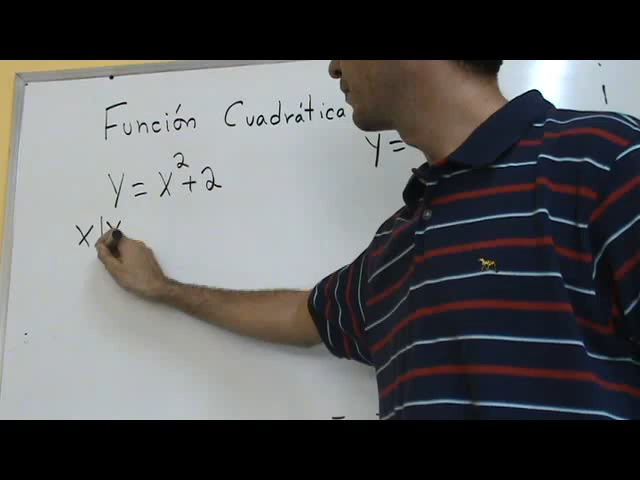 Función Cuadrática
y =
y = x² + 2
x | y